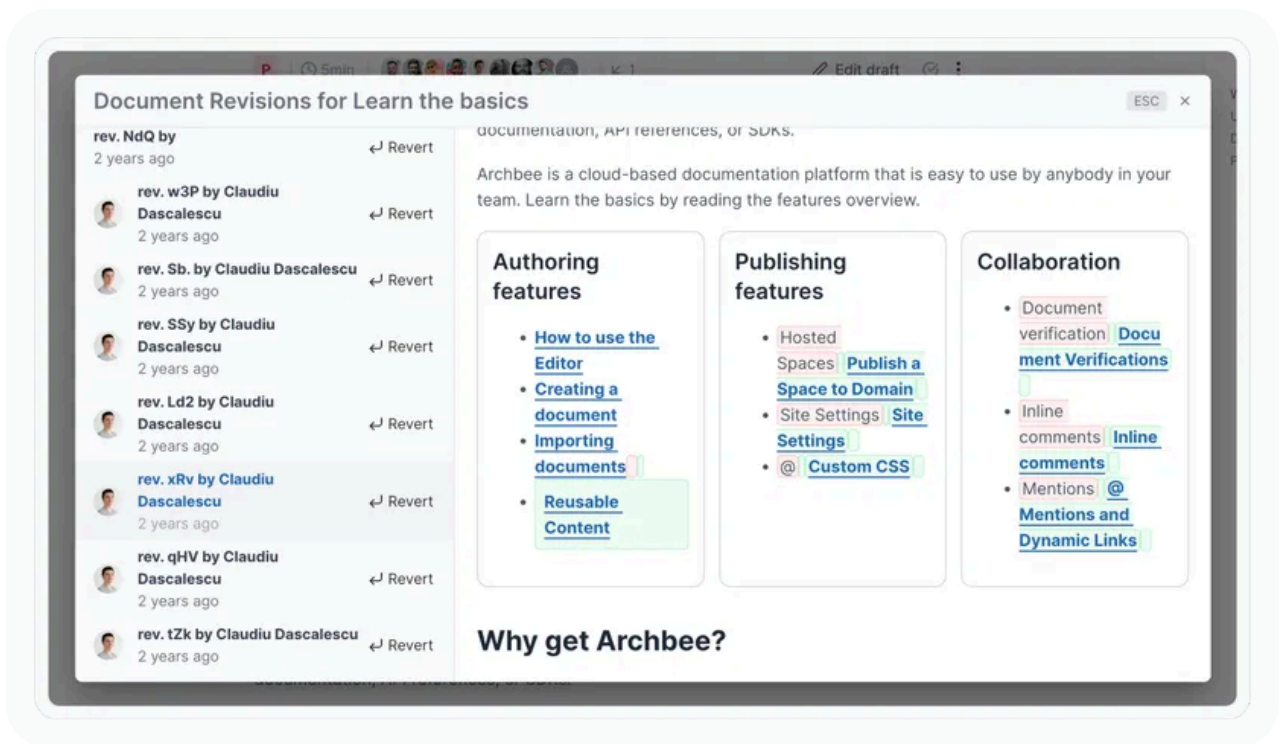 P 5min 1 Edit draft
Document Revisions for Learn the basics
ESC
rev. NdQ by
2 years ago
Revert
rev. w3P by Claudiu
Dascalescu
2 years ago
Revert
rev. Sb. by Claudiu Dascalescu
2 years ago
Revert
rev. SSy by Claudiu
Dascalescu
2 years ago
Revert
rev. Ld2 by Claudiu
Dascalescu
2 years ago
Revert
rev. xRv by Claudiu
Dascalescu
2 years ago
Revert
rev. qHV by Claudiu
Dascalescu
2 years ago
Revert
rev. tZk by Claudiu Dascalescu
2 years ago
Revert
documentation, API references, or SDKs.
Archbee is a cloud-based documentation platform that is easy to use by anybody in your
team. Learn the basics by reading the features overview.
Authoring
features
• How to use the
Editor
• Creating a
document
• Importing
documents
• Reusable
Content
Publishing
features
• Hosted
Spaces Publish a
Space to Domain
• Site Settings Site
Settings
• @ Custom CSS
Collaboration
• Document
verification Docu
ment Verifications
• Inline
comments Inline
comments
• Mentions @
Mentions and
Dynamic Links
Why get Archbee?